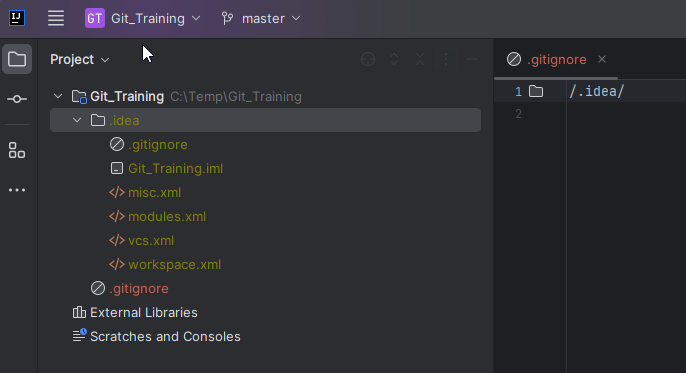 IJ GT Git_Training master
Project
.gitignore
Git_Training C:\Temp\Git_Training
1 /.idea/
.idea
2
.gitignore
Git_Training.iml
</> misc.xml
</> modules.xml
</> vcs.xml
</> workspace.xml
.gitignore
External Libraries
Scratches and Consoles